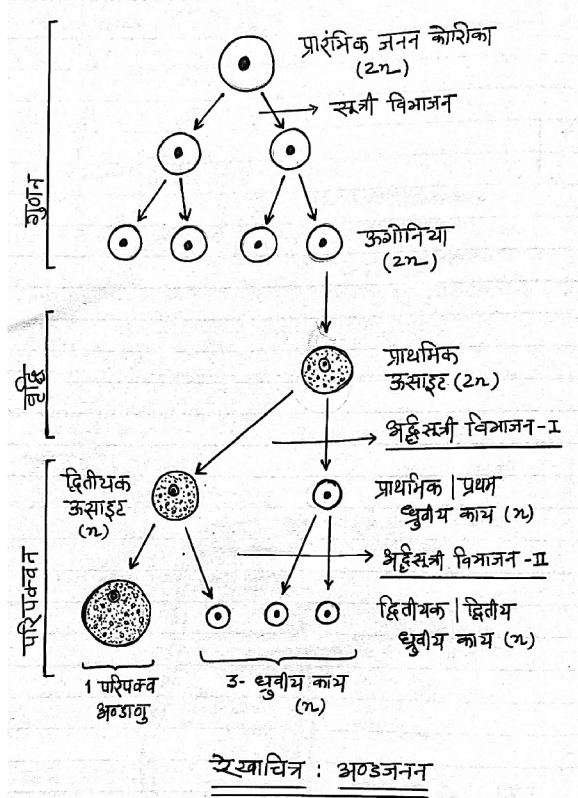 प्रारंभिक जनन कोशिका
(2n)
सूत्री विभाजन
गुणन
ऊगोनिया
(2n)
वृद्धि
प्राथमिक
ऊसाइट (2n)
अर्द्धसूत्री विभाजन-I
परिपक्वन
द्वितीयक
ऊसाइट
(n)
प्राथमिक | प्रथम
ध्रुवीय काय (n)
अर्द्धसूत्री विभाजन-II
द्वितीयक | द्वितीय
ध्रुवीय काय (n)
1 परिपक्व
अण्डाणु
3- ध्रुवीय काय
(n)
रेखाचित्र : अण्डजनन